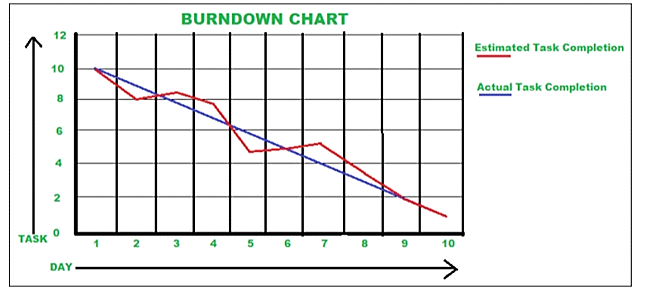 BURNDOWN CHART
12
10
8
6
4
2
0
TASK
1 2 3 4 5 6 7 8 9 10
DAY
Estimated Task Completion
Actual Task Completion